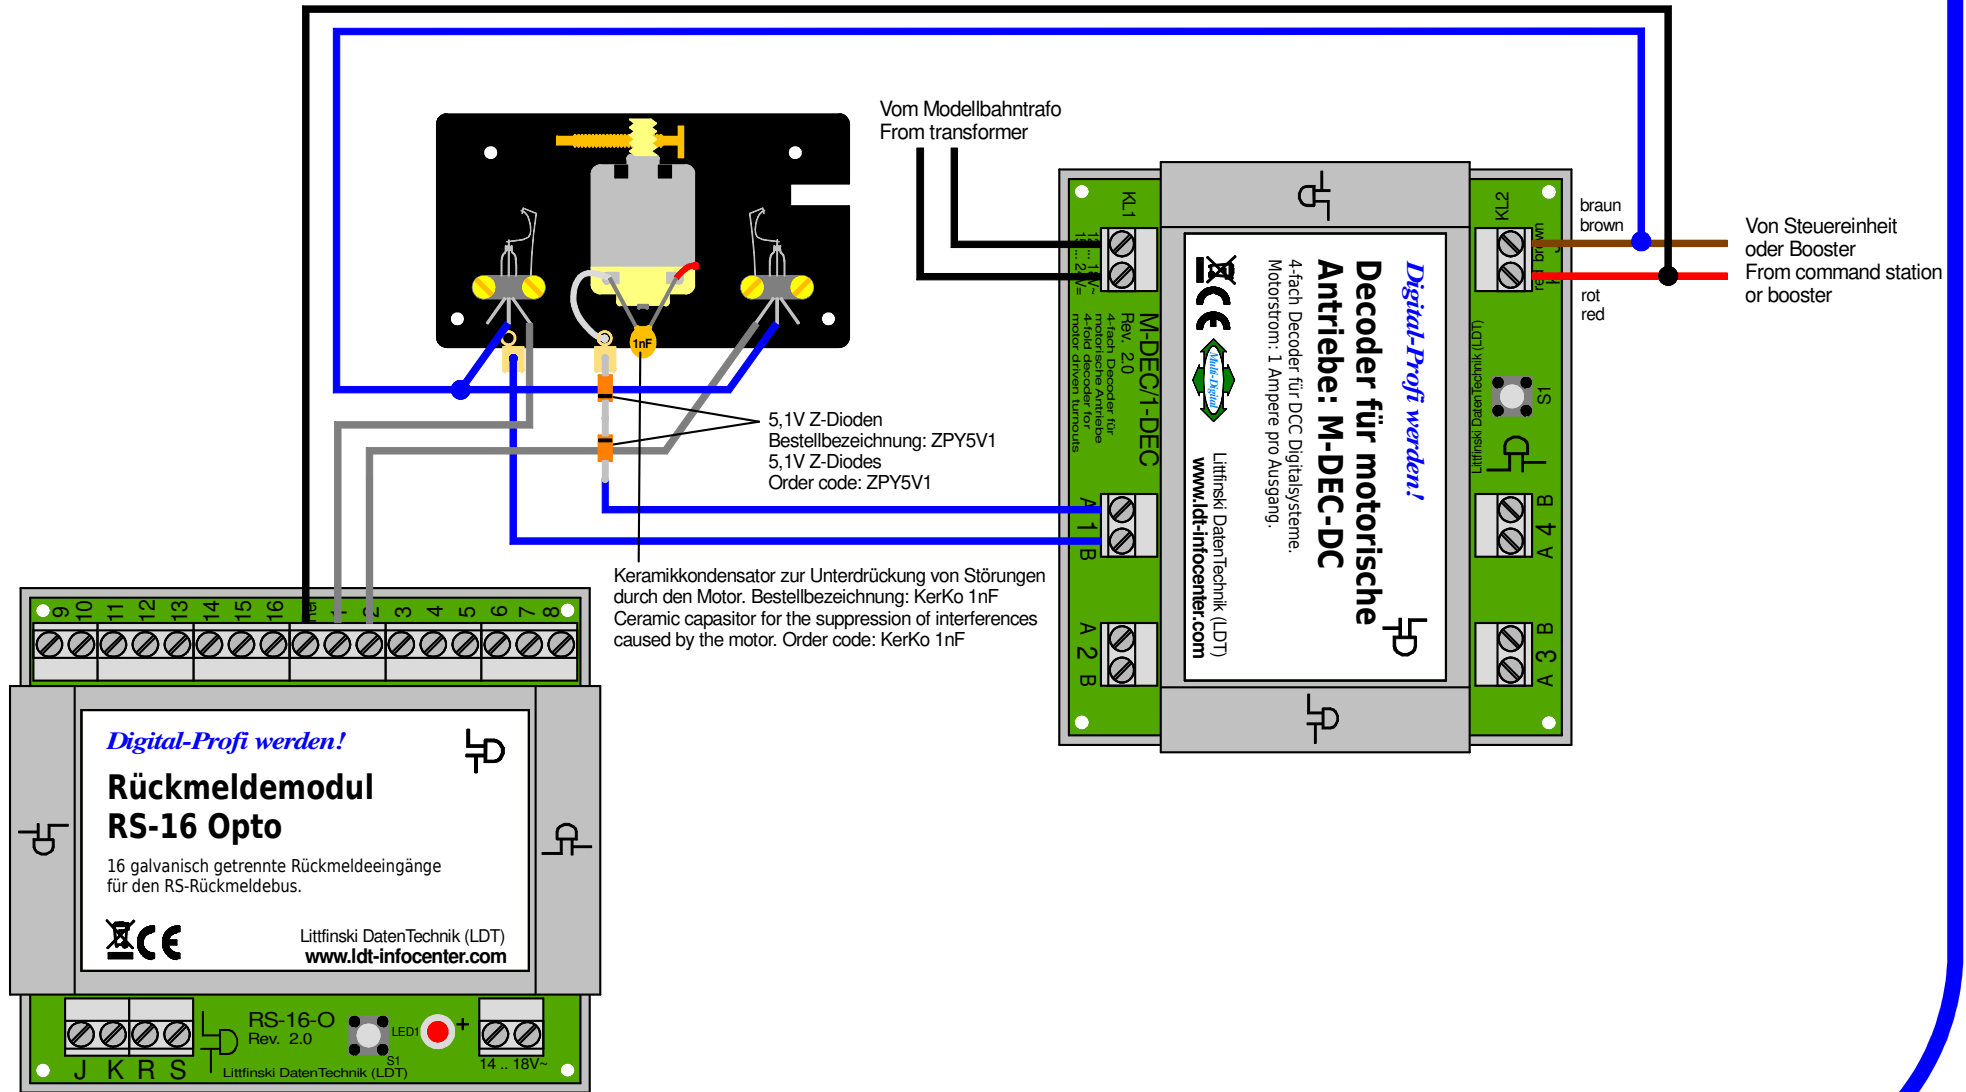 Vom Modellbahntrafo
From transformer
braun
brown
rot
red
Von Steuereinheit
oder Booster
From command station
or booster
1nF
5,1V Z-Dioden
Bestellbezeichnung: ZPY5V1
5,1V Z-Diodes
Order code: ZPY5V1
Keramikkondensator zur Unterdrückung von Störungen
durch den Motor. Bestellbezeichnung: KerKo 1nF
Ceramic capasitor for the suppression of interferences
caused by the motor. Order code: KerKo 1nF
KL1
KL2
M-DEC/1-DEC
Rev. 2.0
4-fach Decoder für
motorische Antriebe
4-fold decoder for
motor driven turnouts
Digital-Profi werden!
Decoder für motorische
Antriebe: M-DEC-DC
4-fach Decoder für DCC Digitalsysteme.
Motorstrom: 1 Ampere pro Ausgang.
Multi-Digital
Littfinski DatenTechnik (LDT)
www.ldt-infocenter.com
Littfinski DatenTechnik (LDT)
S1
A 1 B
A 2 B
A 4 B
A 3 B
9 10 11 12 13 14 15 16 1 2 3 4 5 6 7 8
Digital-Profi werden!
Rückmeldemodul
RS-16 Opto
16 galvanisch getrennte Rückmeldeeingänge
für den RS-Rückmeldebus.
CE
Littfinski DatenTechnik (LDT)
www.ldt-infocenter.com
J K R S
RS-16-O
Rev. 2.0
LED1
+
S1
Littfinski DatenTechnik (LDT)
14 .. 18V~